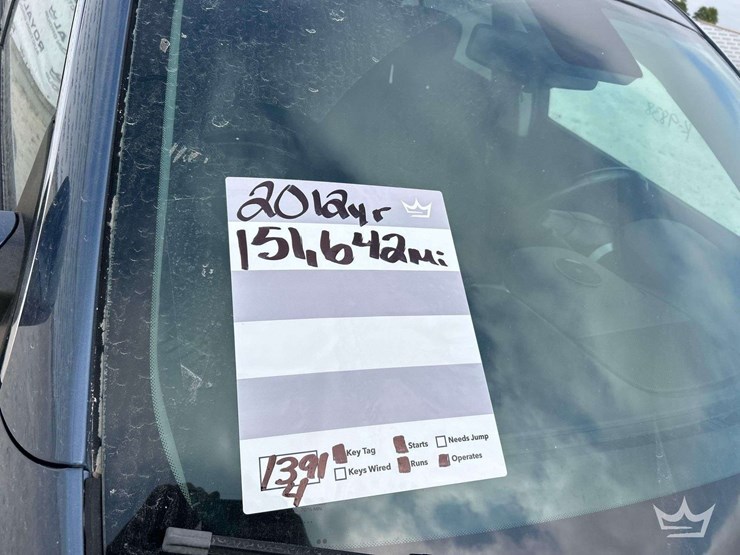 2012yr
151,642mi
Key Tag
Starts
Needs Jump
Keys Wired
Runs
Operates
1391
4